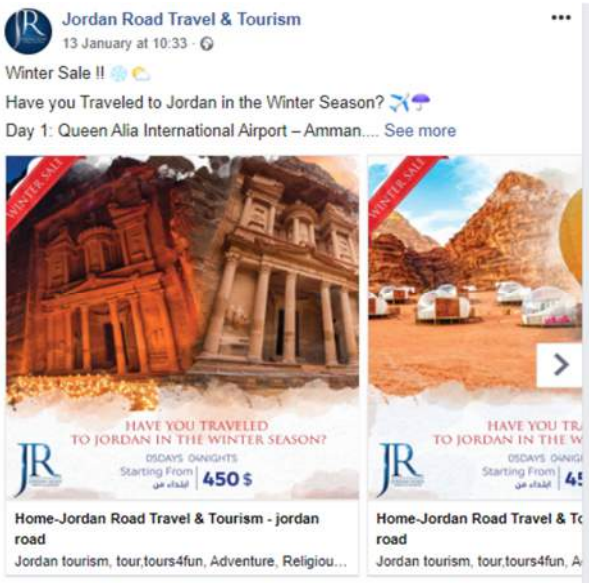 Jordan Road Travel & Tourism
13 January at 10:33
Winter Sale !!
Have you Traveled to Jordan in the Winter Season?
Day 1: Queen Alia International Airport – Amman.... See more
WINTER SALE
HAVE YOU TRAVELED
TO JORDAN IN THE WINTER SEASON?
JR
05DAYS 04NIGHTS
Starting From
ابتداء من
450 $
Home-Jordan Road Travel & Tourism - jordan
road
Jordan tourism, tour,tours4fun, Adventure, Religiou...
WINTER SALE
HAVE YOU TRA
TO JORDAN IN THE W
JR
05DAYS 04NIG
Starting From
ابتداء من
45
Home-Jordan Road Travel & To
road
Jordan tourism, tour,tours4fun, A